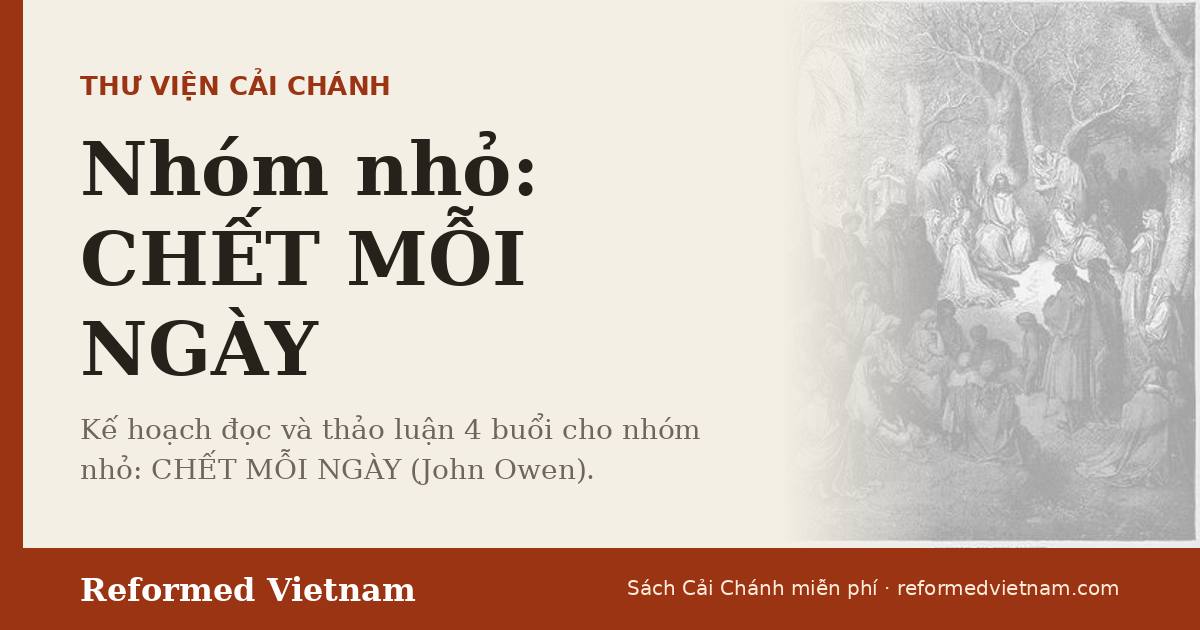 THƯ VIỆN CẢI CHÁNH
Nhóm nhỏ:
CHẾT MỖI
NGÀY
Kế hoạch đọc và thảo luận 4 buổi cho nhóm
nhỏ: CHẾT MỖI NGÀY (John Owen).
Reformed Vietnam
Sách Cải Chánh miễn phí · reformedvietnam.com